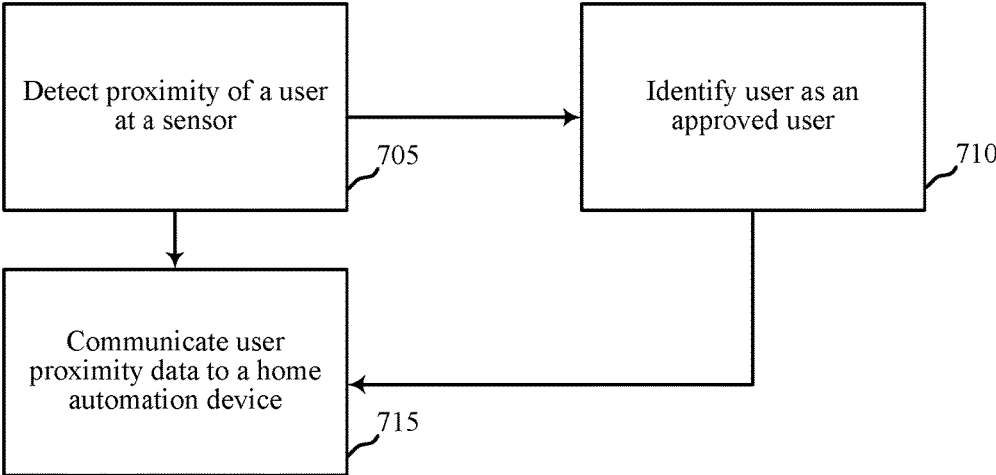 Detect proximity of a user
at a sensor
705
Identify user as an
approved user
710
Communicate user
proximity data to a home
automation device
715